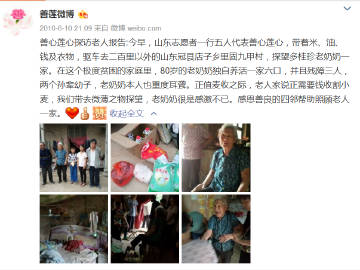 善莲微博
2010-6-10 21:09 来自 微博 weibo.com
善心莲心探访老人报告:今早，山东志愿者一行五人代表善心莲心，带着米、油、
钱及衣物，驱车去二百里以外的山东冠县店子乡里固九甲村，探望多桂珍老奶奶一
家。在这个极度贫困的家庭里，80岁的老奶奶独自养活一家六口，并且残障三人，
两个孙辈幼子，老奶奶本人也重度耳聋。正值麦收之际，老人家说正需要钱收割小
麦，我们带去微薄之物探望，老奶奶很是感激不已。感恩善良的四邻帮助照顾老人
一家。
收起全文